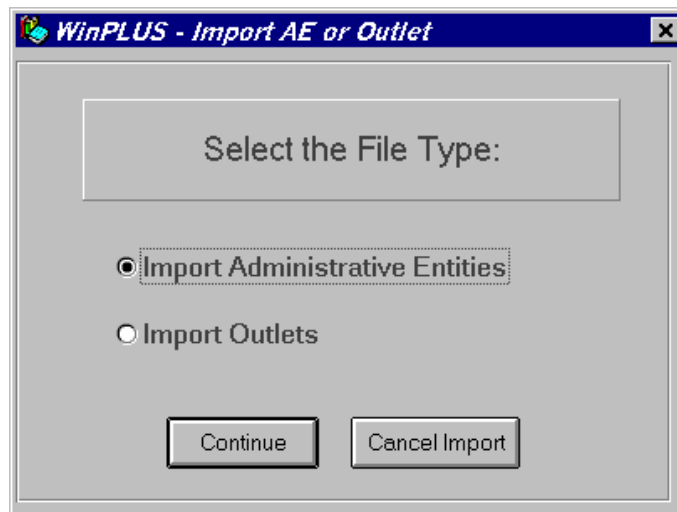 WinPLUS - Import AE or Outlet
Select the File Type:
Import Administrative Entities
Import Outlets
Continue Cancel Import